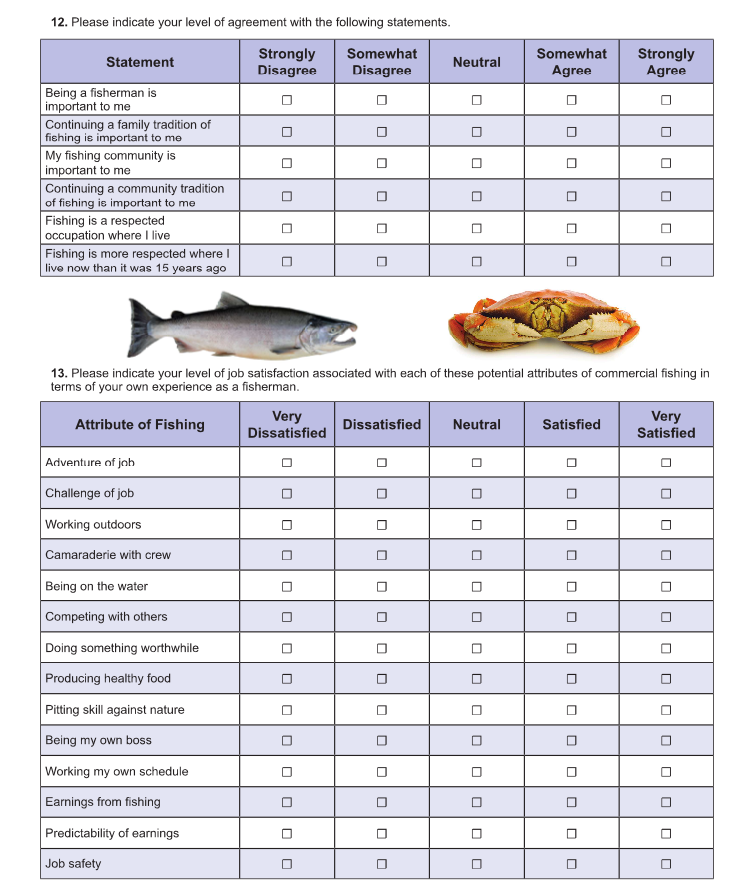 12. Please indicate your level of agreement with the following statements.
Statement
Strongly
Disagree
Somewhat
Disagree
Neutral
Somewhat
Agree
Strongly
Agree
Being a fisherman is
important to me
Continuing a family tradition of
fishing is important to me
My fishing community is
important to me
Continuing a community tradition
of fishing is important to me
Fishing is a respected
occupation where I live
Fishing is more respected where I
live now than it was 15 years ago
13. Please indicate your level of job satisfaction associated with each of these potential attributes of commercial fishing in
terms of your own experience as a fisherman.
Attribute of Fishing
Very
Dissatisfied
Dissatisfied
Neutral
Satisfied
Very
Satisfied
Adventure of job
Challenge of job
Working outdoors
Camaraderie with crew
Being on the water
Competing with others
Doing something worthwhile
Producing healthy food
Pitting skill against nature
Being my own boss
Working my own schedule
Earnings from fishing
Predictability of earnings
Job safety